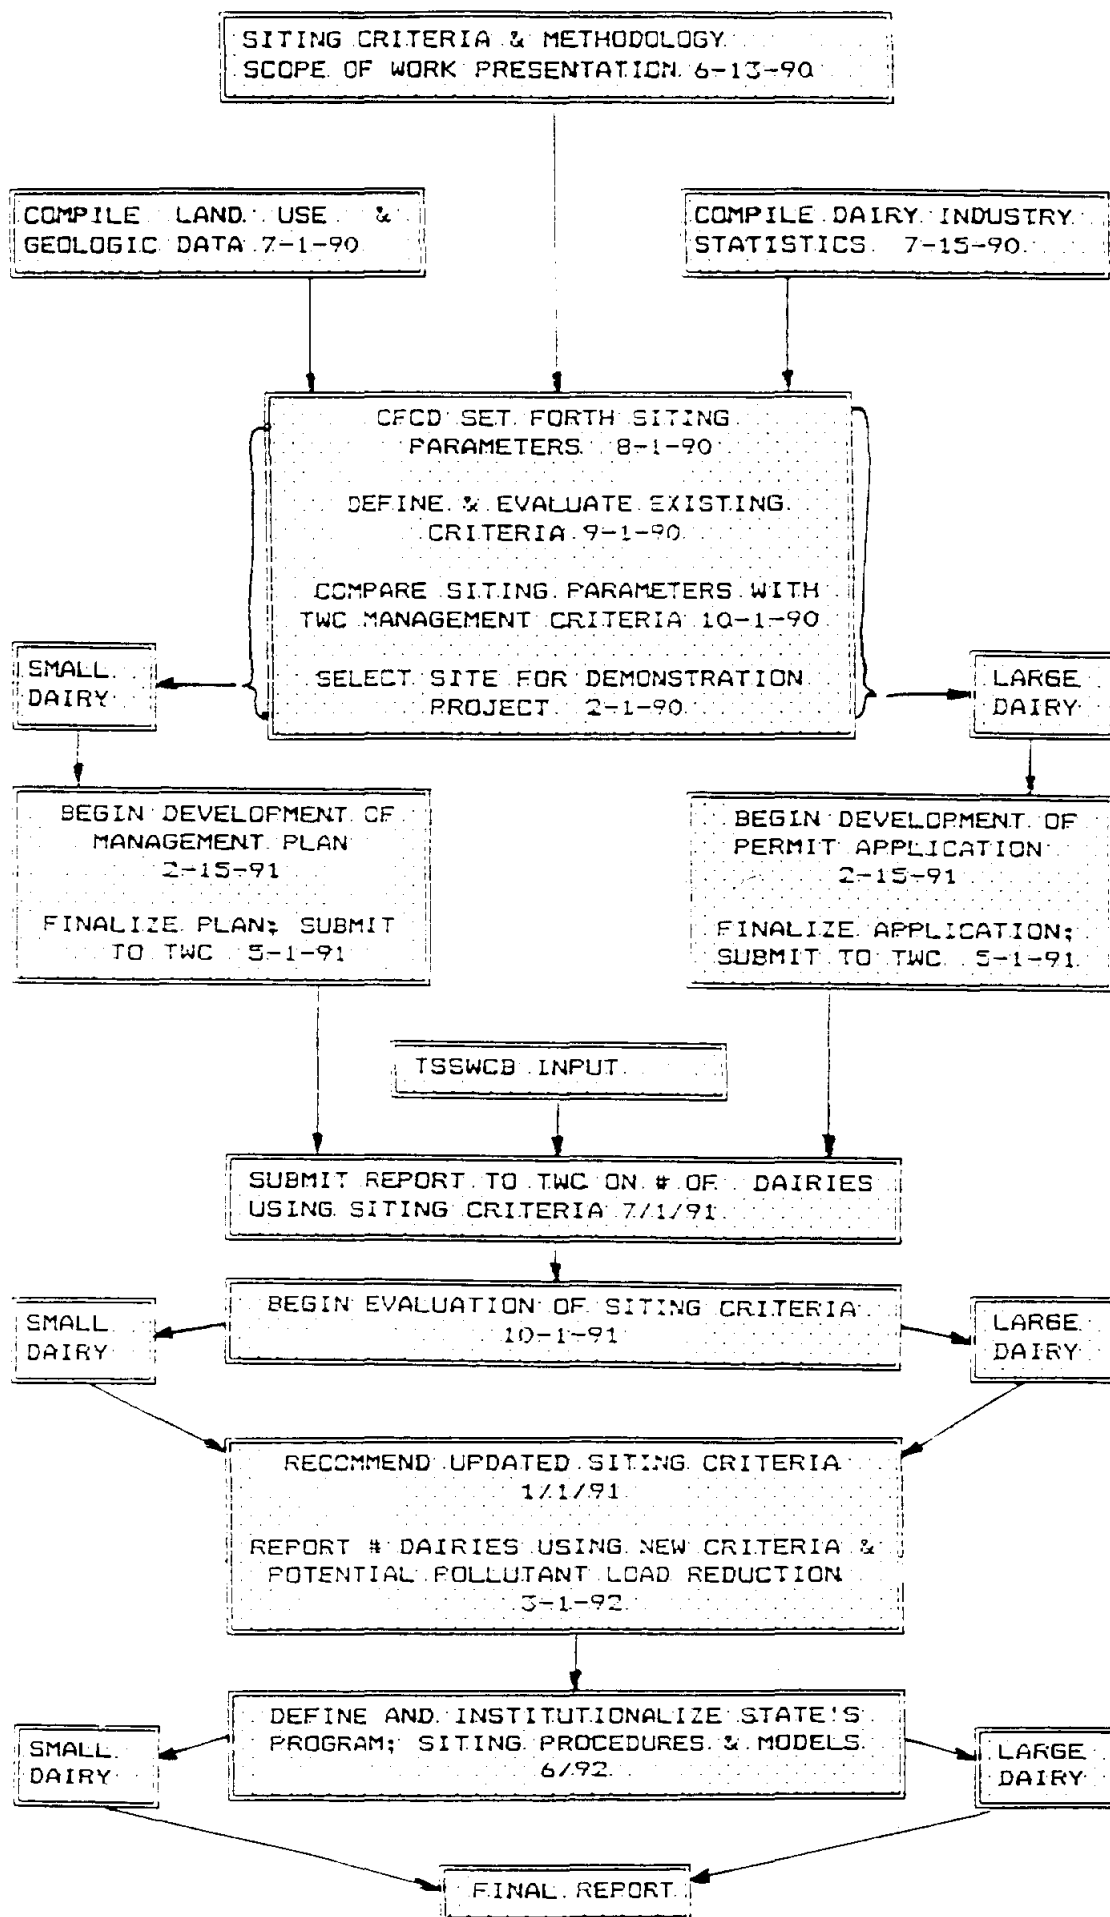 SITING CRITERIA & METHODOLOGY
SCOPE OF WORK PRESENTATION 6-13-90
COMPILE LAND USE &
GEOLOGIC DATA 7-1-90
COMPILE DAIRY INDUSTRY
STATISTICS. 7-15-90
CFCD SET FORTH SITING
PARAMETERS 8-1-90
DEFINE & EVALUATE EXISTING
CRITERIA 9-1-90
COMPARE SITING PARAMETERS WITH
TWC MANAGEMENT CRITERIA 10-1-90
SELECT SITE FOR DEMONSTRATION
PROJECT 2-1-90
SMALL
DAIRY
LARGE
DAIRY
BEGIN DEVELOPMENT OF
MANAGEMENT PLAN
2-15-91
FINALIZE PLAN; SUBMIT
TO TWC 5-1-91
BEGIN DEVELOPMENT OF
PERMIT APPLICATION
2-15-91
FINALIZE APPLICATION;
SUBMIT TO TWC 5-1-91
TSSWCB INPUT
SUBMIT REPORT TO TWC ON # OF DAIRIES
USING SITING CRITERIA 7/1/91
BEGIN EVALUATION OF SITING CRITERIA
10-1-91
SMALL
DAIRY
LARGE
DAIRY
RECOMMEND UPDATED SITING CRITERIA
1/1/91
REPORT # DAIRIES USING NEW CRITERIA &
POTENTIAL POLLUTANT LOAD REDUCTION
3-1-92
DEFINE AND INSTITUTIONALIZE STATE'S
PROGRAM; SITING PROCEDURES & MODELS
6/92
SMALL
DAIRY
LARGE
DAIRY
FINAL REPORT